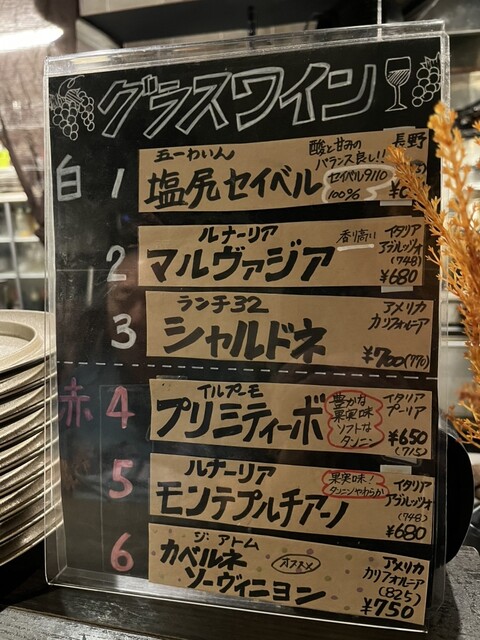 グラスワイン
白 1
五一わいん
塩尻セイベル
酸と甘みの
バランス良し!!
セイベル9110
100%
長野
2
ルナーリア
マルヴァジア
香り高い
イタリア
アブルッツォ
(748)
¥680
3
ランチ32
シャルドネ
アメリカ
カリフォルニア
¥700(770)
赤 4
イルプーモ
プリミティーボ
豊かな
果実味
ソフトな
タンニン
イタリア
プーリア
¥650
(715)
5
ルナーリア
モンテプルチアーノ
果実味!
タンニンやわらか
イタリア
アブルッツォ
(748)
¥680
6
ジ アトム
カベルネ
ソーヴィニヨン
オススメ
アメリカ
カリフォルニア
(825)
¥750